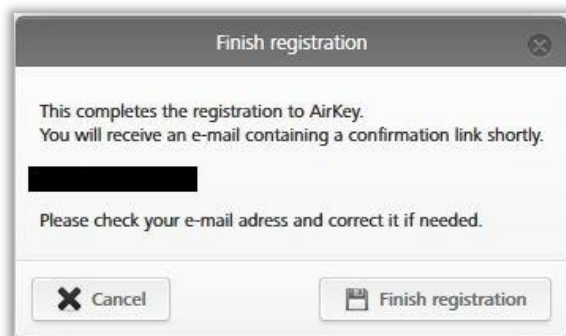 Finish registration
This completes the registration to AirKey.
You will receive an e-mail containing a confirmation link shortly.
Please check your e-mail adress and correct it if needed.
Cancel
Finish registration